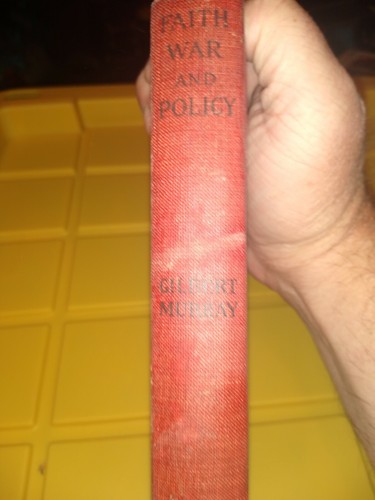 FAITH
WAR
AND
POLICY
GILBERT
MURRAY